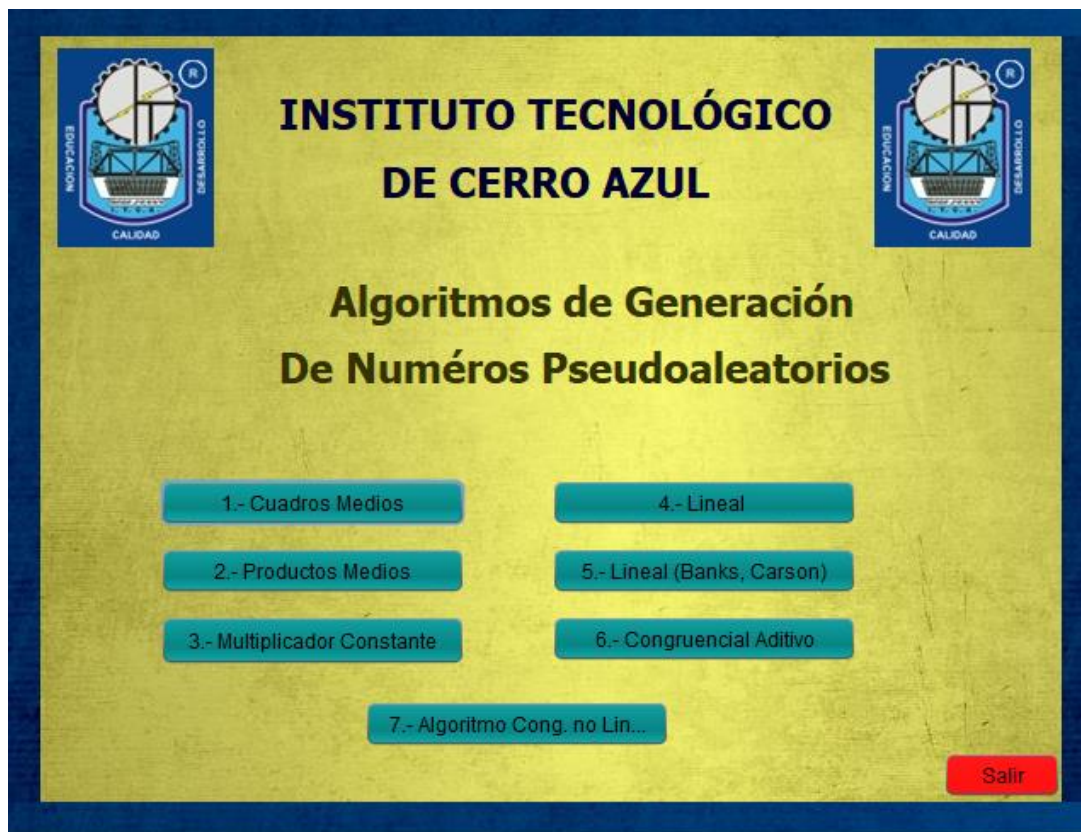 R
EDUCACIÓN
DESARROLLO
CALIDAD
R
EDUCACIÓN
DESARROLLO
CALIDAD
INSTITUTO TECNOLÓGICO
DE CERRO AZUL
Algoritmos de Generación
De Numéros Pseudoaleatorios
1.- Cuadros Medios
4.- Lineal
2.- Productos Medios
5.- Lineal (Banks, Carson)
3.- Multiplicador Constante
6.- Congruencial Aditivo
7.- Algoritmo Cong. no Lin...
Salir